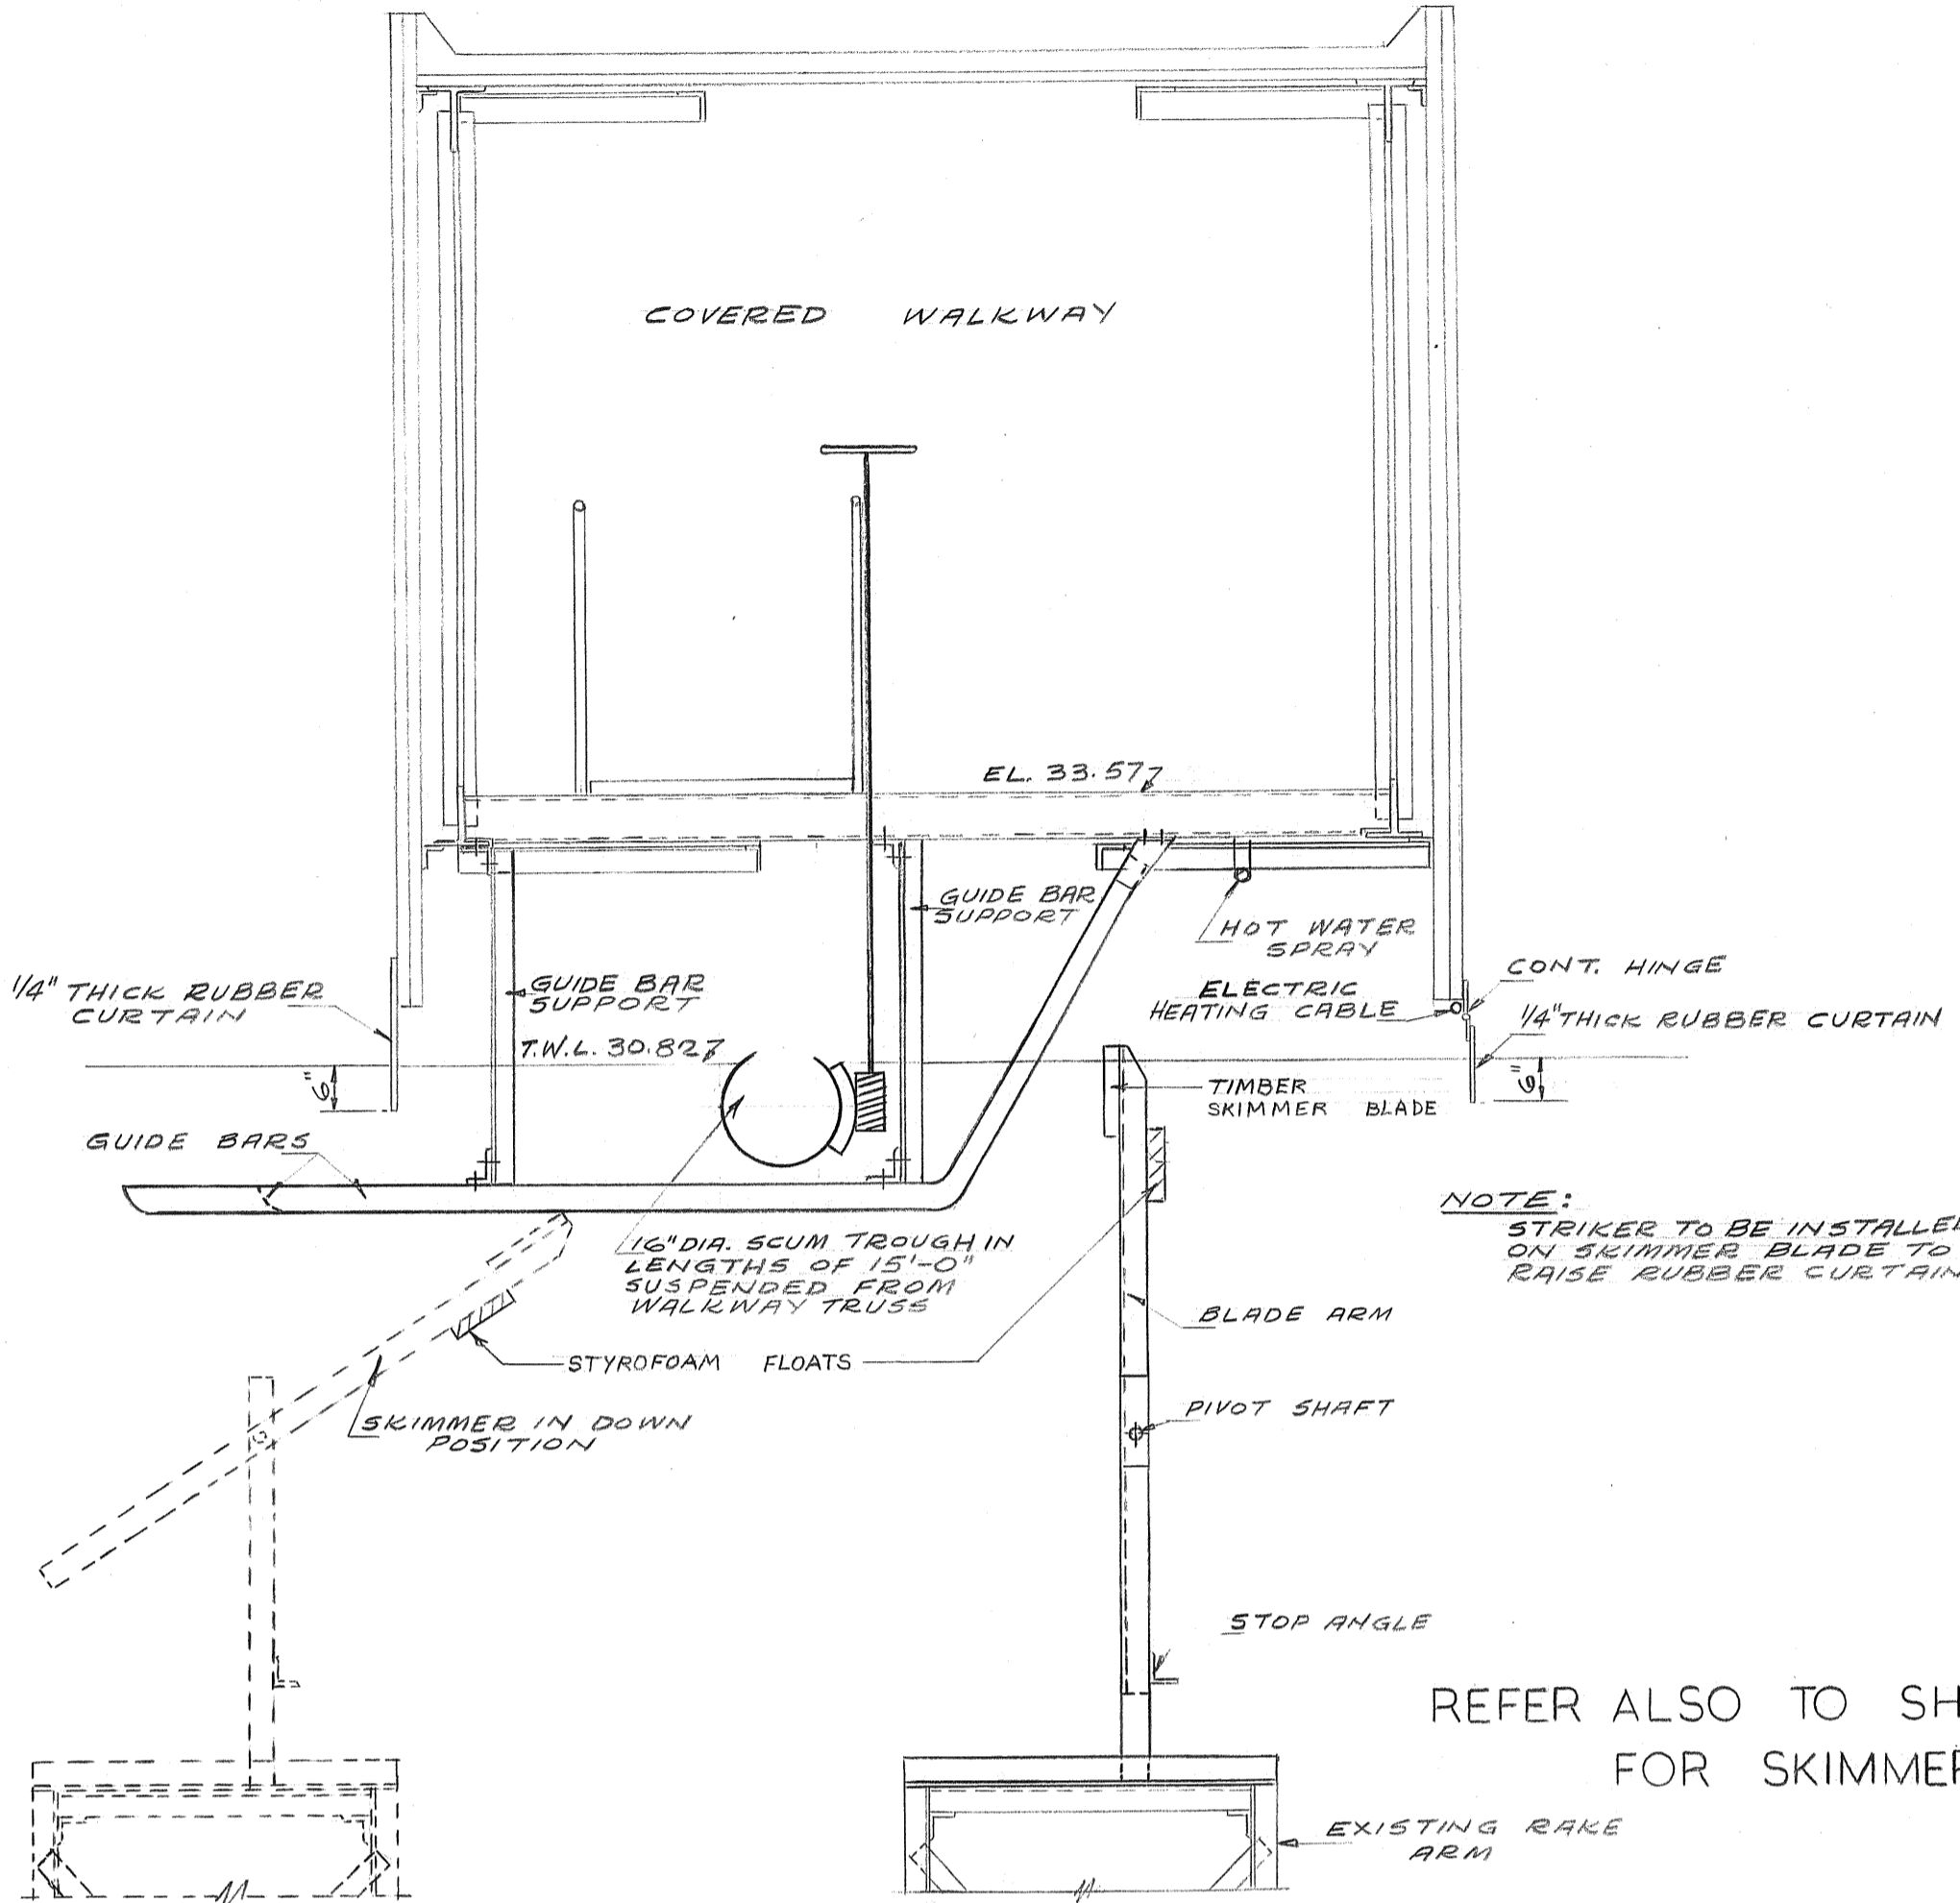 COVERED WALKWAY
EL. 33.577
GUIDE BAR
SUPPORT
HOT WATER
SPRAY
1/4" THICK RUBBER
CURTAIN
GUIDE BAR
SUPPORT
ELECTRIC
HEATING CABLE
CONT. HINGE
1/4" THICK RUBBER CURTAIN
T.W.L. 30.827
6"
6"
TIMBER
SKIMMER BLADE
GUIDE BARS
NOTE:
STRIKER TO BE INSTALLED
ON SKIMMER BLADE TO
RAISE RUBBER CURTAIN
16" DIA. SCUM TROUGH IN
LENGTHS OF 15'-0"
SUSPENDED FROM
WALKWAY TRUSS
BLADE ARM
STYROFOAM FLOATS
SKIMMER IN DOWN
POSITION
PIVOT SHAFT
STOP ANGLE
REFER ALSO TO SH
FOR SKIMMER
EXISTING RAKE
ARM